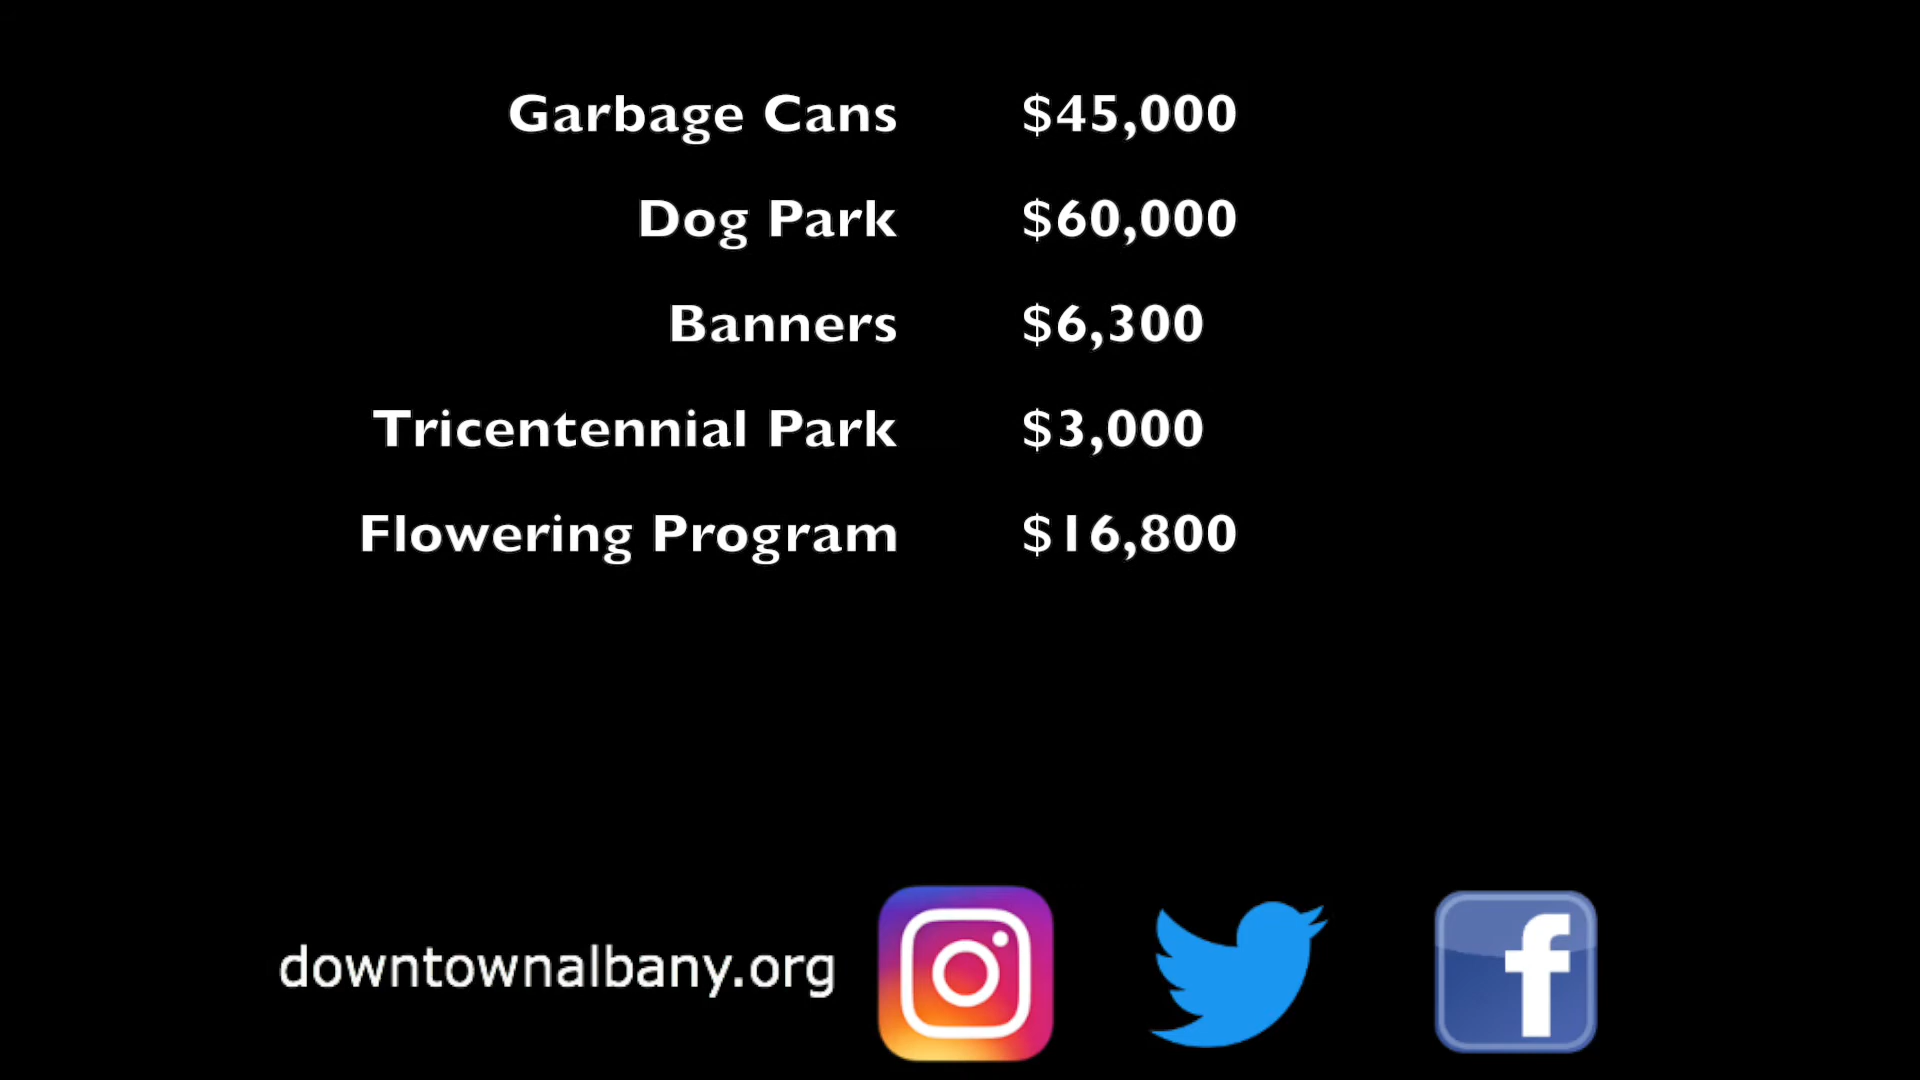 Garbage Cans $45,000
Dog Park $60,000
Banners $6,300
Tricentennial Park $3,000
Flowering Program $16,800
downtownalbany.org